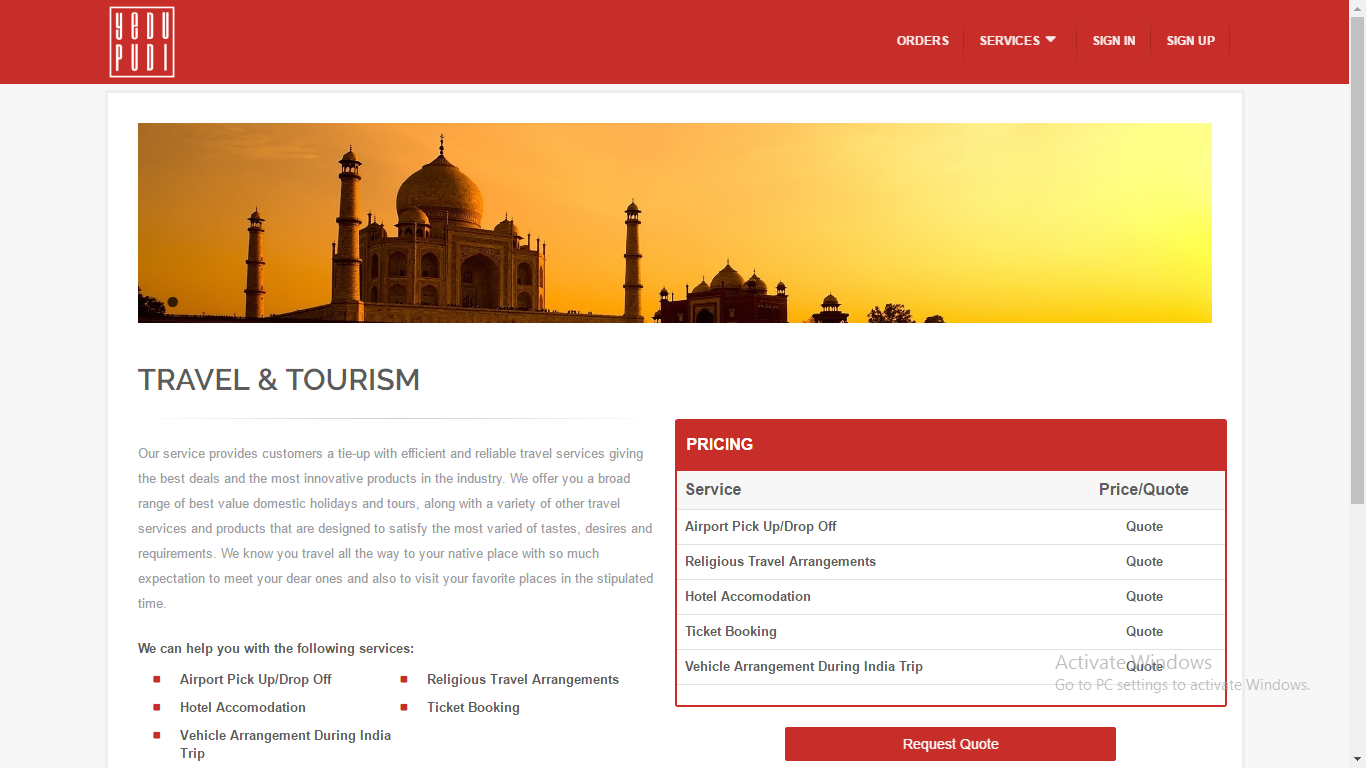 YEDU
PUDI
ORDERS
SERVICES
SIGN IN
SIGN UP
TRAVEL & TOURISM
Our service provides customers a tie-up with efficient and reliable travel services giving
the best deals and the most innovative products in the industry. We offer you a broad
range of best value domestic holidays and tours, along with a variety of other travel
services and products that are designed to satisfy the most varied of tastes, desires and
requirements. We know you travel all the way to your native place with so much
expectation to meet your dear ones and also to visit your favorite places in the stipulated
time.
We can help you with the following services:
Airport Pick Up/Drop Off
Religious Travel Arrangements
Hotel Accomodation
Ticket Booking
Vehicle Arrangement During India
Trip
PRICING
Service Price/Quote
Airport Pick Up/Drop Off Quote
Religious Travel Arrangements Quote
Hotel Accomodation Quote
Ticket Booking Quote
Vehicle Arrangement During India Trip Quote
Request Quote
Activate Windows
Go to PC settings to activate Windows.